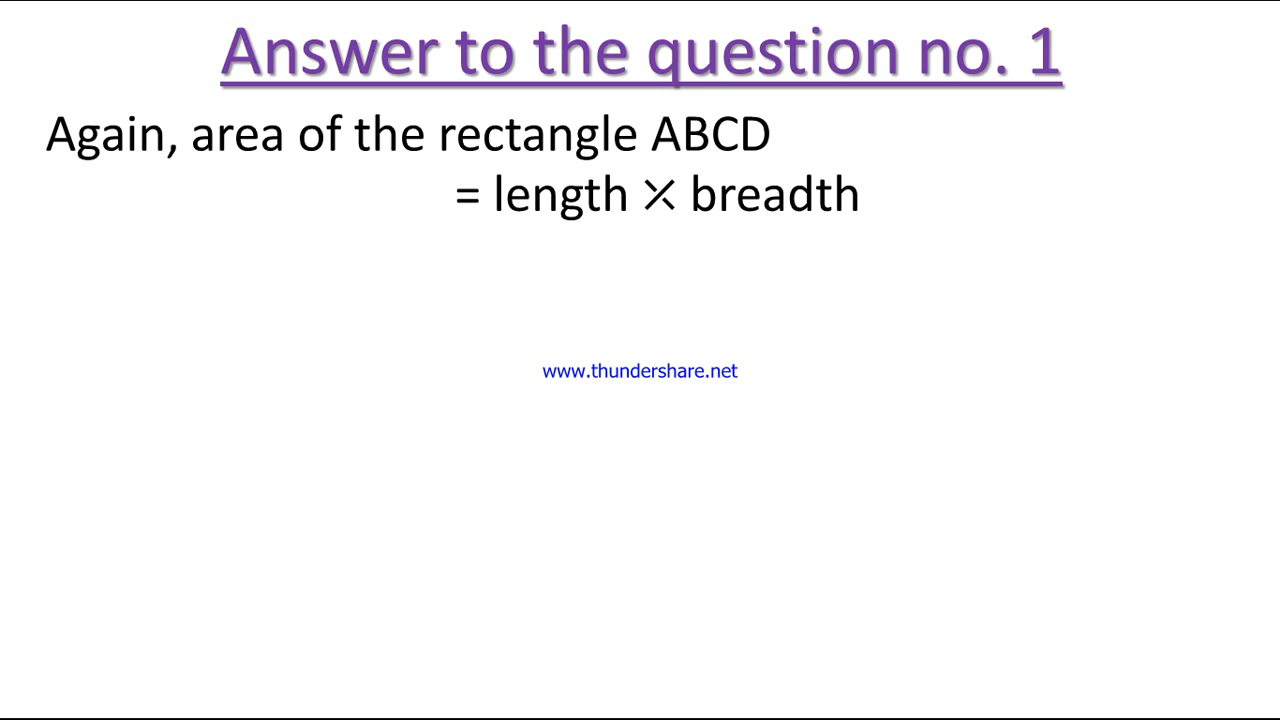 Answer to the question no. 1
Again, area of the rectangle ABCD
= length × breadth
www.thundershare.net